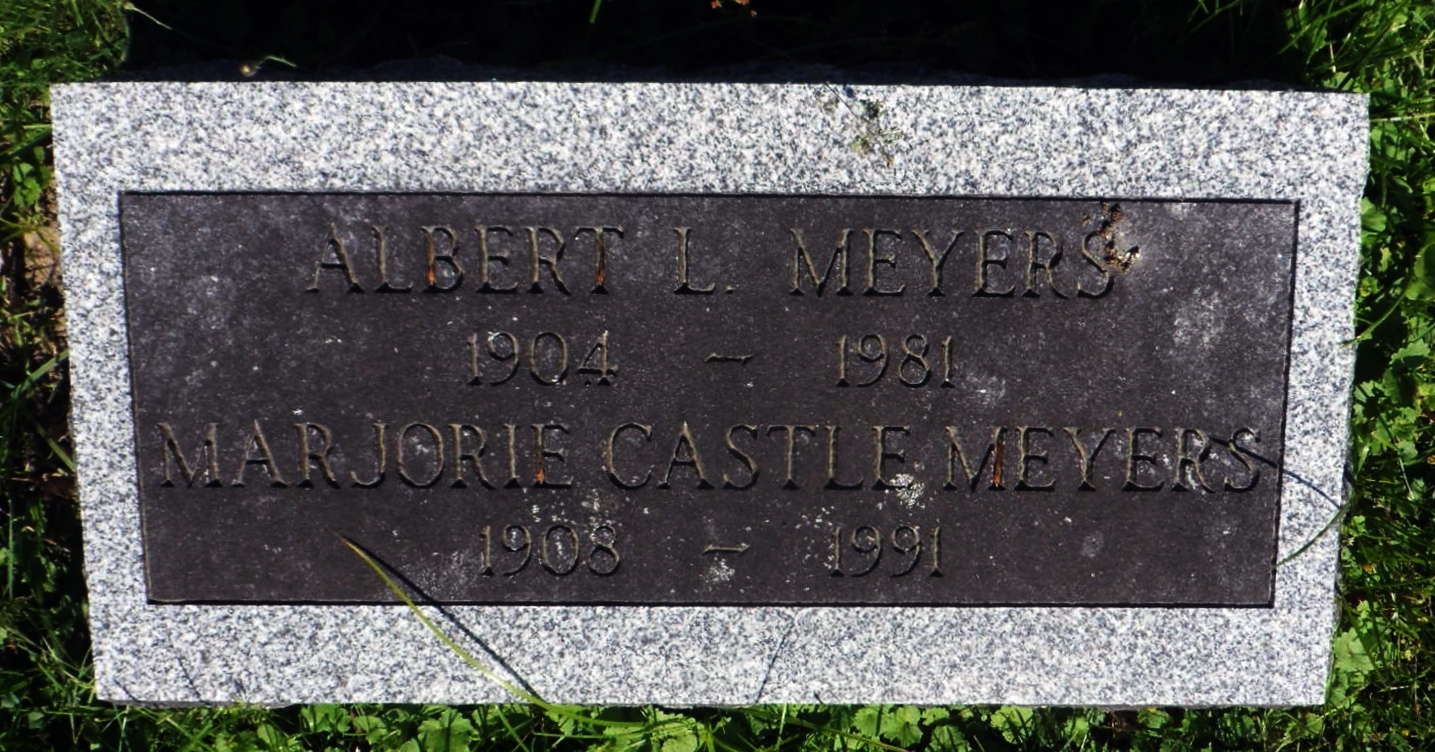 ALBERT L. MEYERS
1904 – 1981
MARJORIE CASTLE MEYERS
1908 – 1991